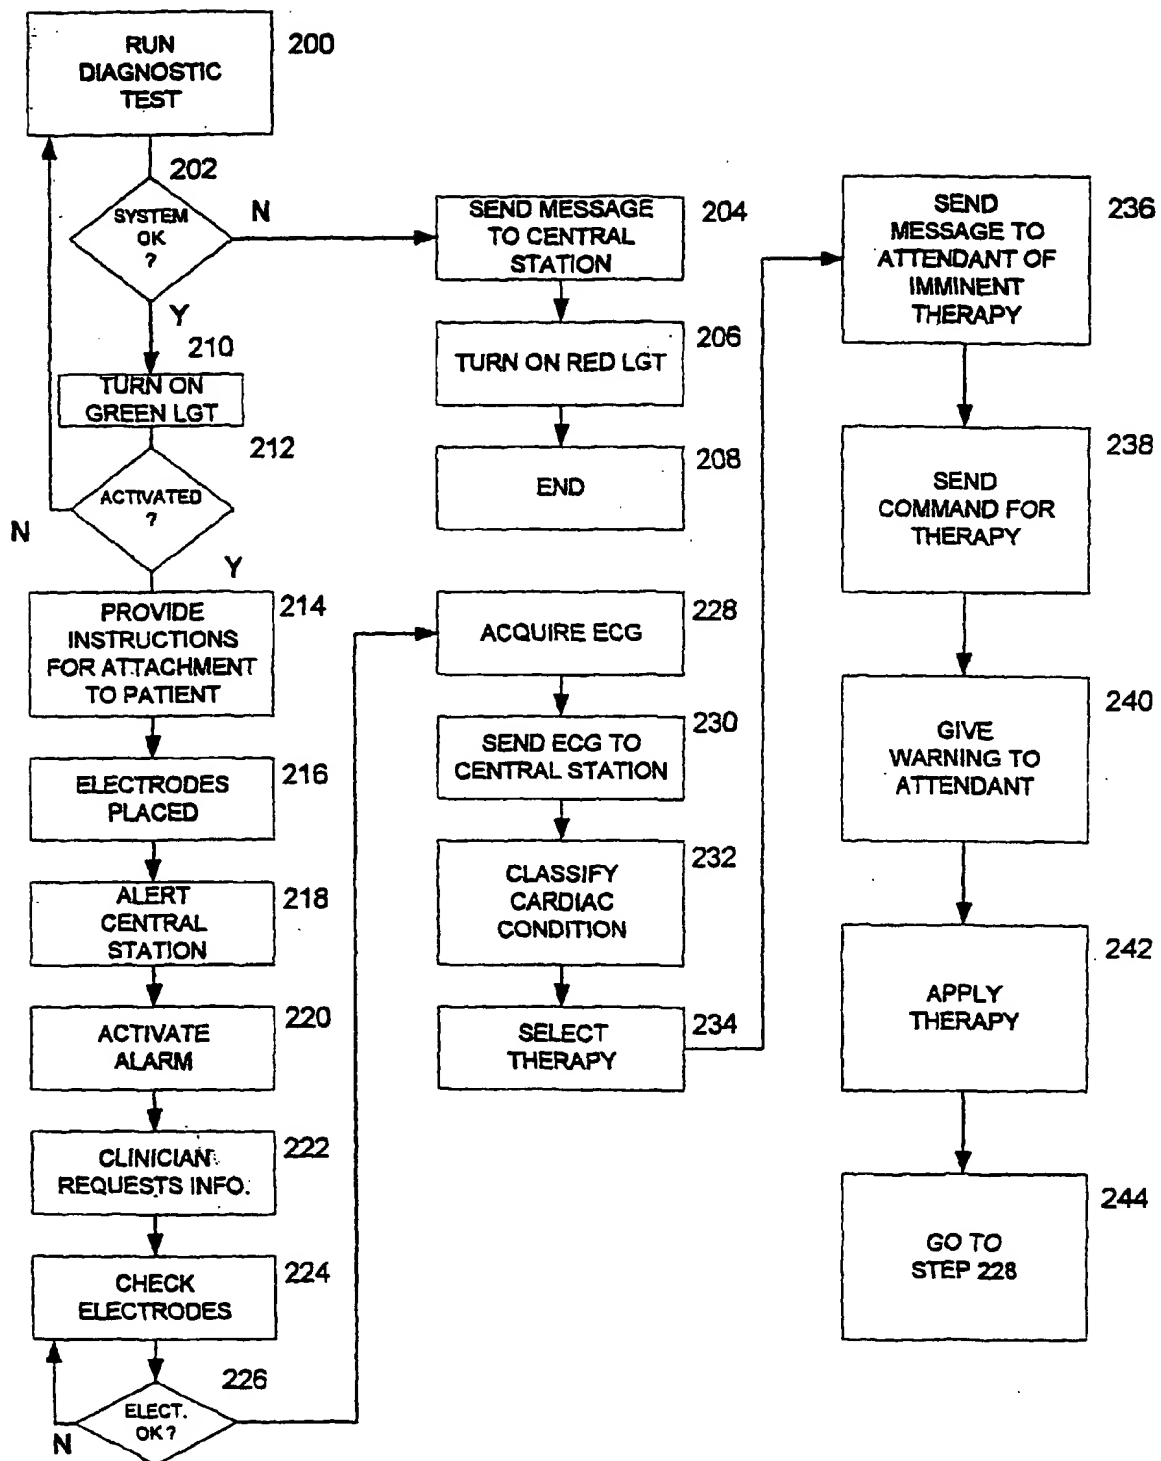 RUN
DIAGNOSTIC
TEST
200
202
SYSTEM
OK
?
N
Y
210
TURN ON
GREEN LGT
212
ACTIVATED
?
N
Y
PROVIDE
INSTRUCTIONS
FOR ATTACHMENT
TO PATIENT
214
ELECTRODES
PLACED
216
ALERT
CENTRAL
STATION
218
ACTIVATE
ALARM
220
CLINICIAN
REQUESTS INFO.
222
CHECK
ELECTRODES
224
226
ELECT.
OK ?
N
SEND MESSAGE
TO CENTRAL
STATION
204
TURN ON RED LGT
206
END
208
ACQUIRE ECG
228
SEND ECG TO
CENTRAL STATION
230
CLASSIFY
CARDIAC
CONDITION
232
SELECT
THERAPY
234
SEND
MESSAGE TO
ATTENDANT OF
IMMINENT
THERAPY
236
SEND
COMMAND FOR
THERAPY
238
GIVE
WARNING TO
ATTENDANT
240
APPLY
THERAPY
242
GO TO
STEP 228
244